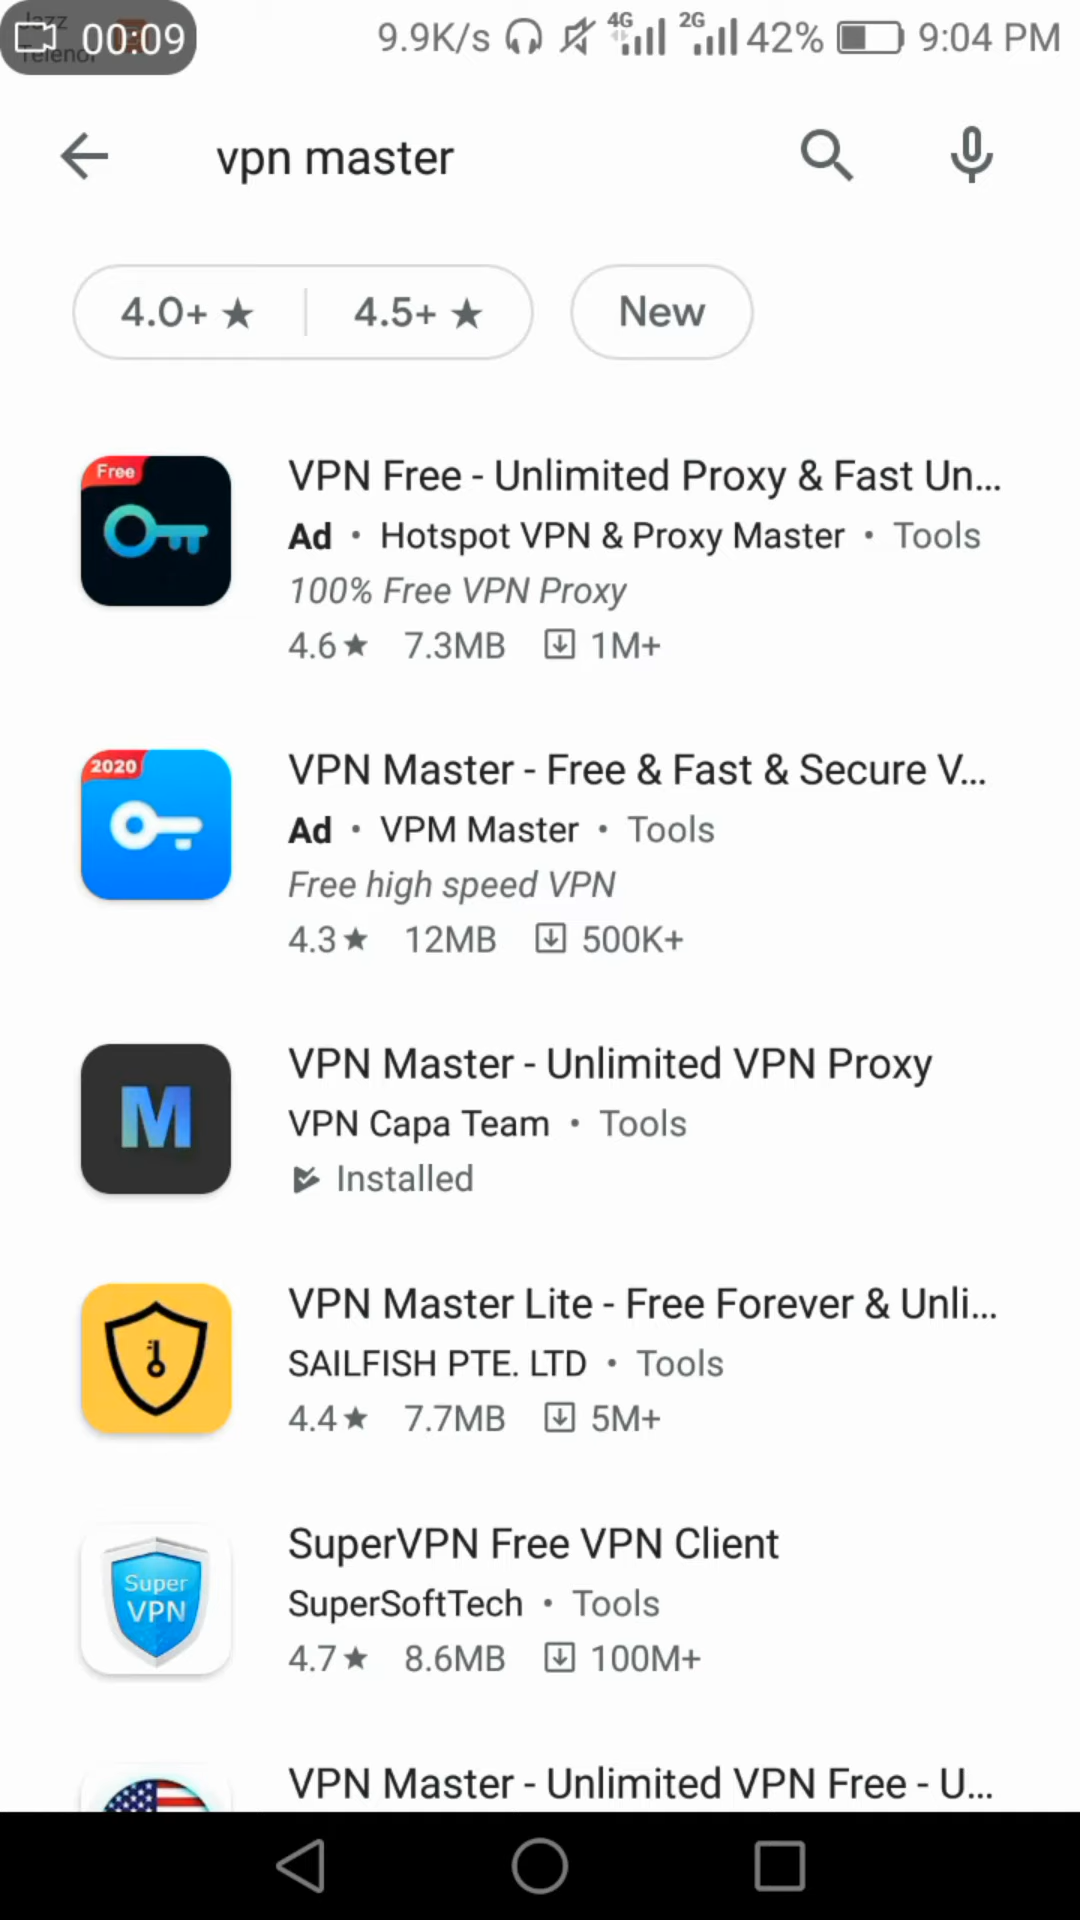 Jazz
Telenor
00:09
9.9K/s 4G 2G 42% 9:04 PM
vpn master
4.0+ ★ 4.5+ ★ New
Free
VPN Free - Unlimited Proxy & Fast Un...
Ad • Hotspot VPN & Proxy Master • Tools
100% Free VPN Proxy
4.6★ 7.3MB 1M+
2020
VPN Master - Free & Fast & Secure V...
Ad • VPM Master • Tools
Free high speed VPN
4.3★ 12MB 500K+
M
VPN Master - Unlimited VPN Proxy
VPN Capa Team • Tools
Installed
VPN Master Lite - Free Forever & Unli...
SAILFISH PTE. LTD • Tools
4.4★ 7.7MB 5M+
Super
VPN
SuperVPN Free VPN Client
SuperSoftTech • Tools
4.7★ 8.6MB 100M+
VPN Master - Unlimited VPN Free - U...